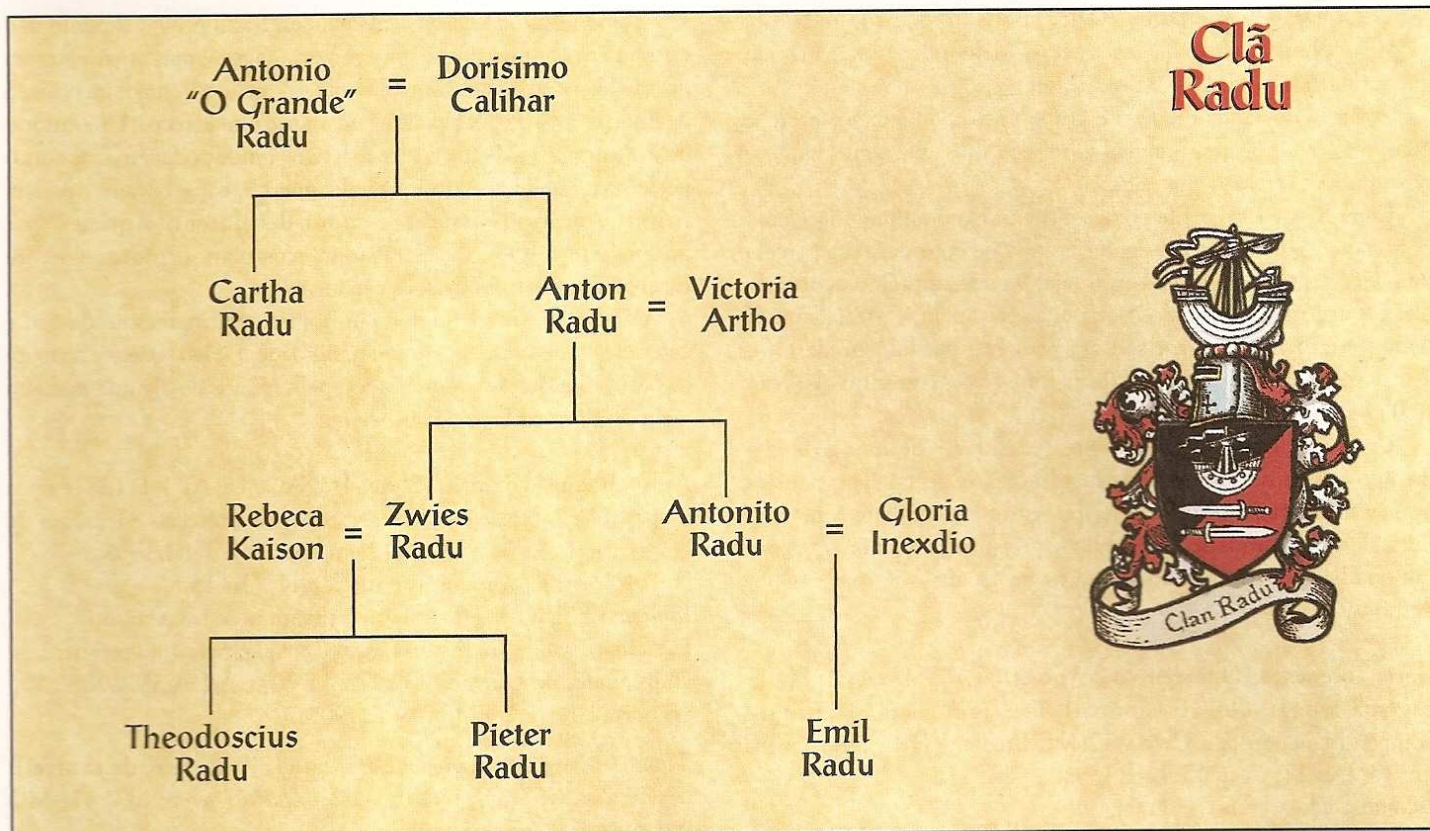 Clã
Radu
Antonio
"O Grande"
Radu
=
Dorisimo
Calihar
Cartha
Radu
Anton
Radu
=
Victoria
Artho
Rebeca
Kaison
=
Zwies
Radu
Antonito
Radu
=
Gloria
Inexdio
Clan Radu
Theodoscius
Radu
Pieter
Radu
Emil
Radu